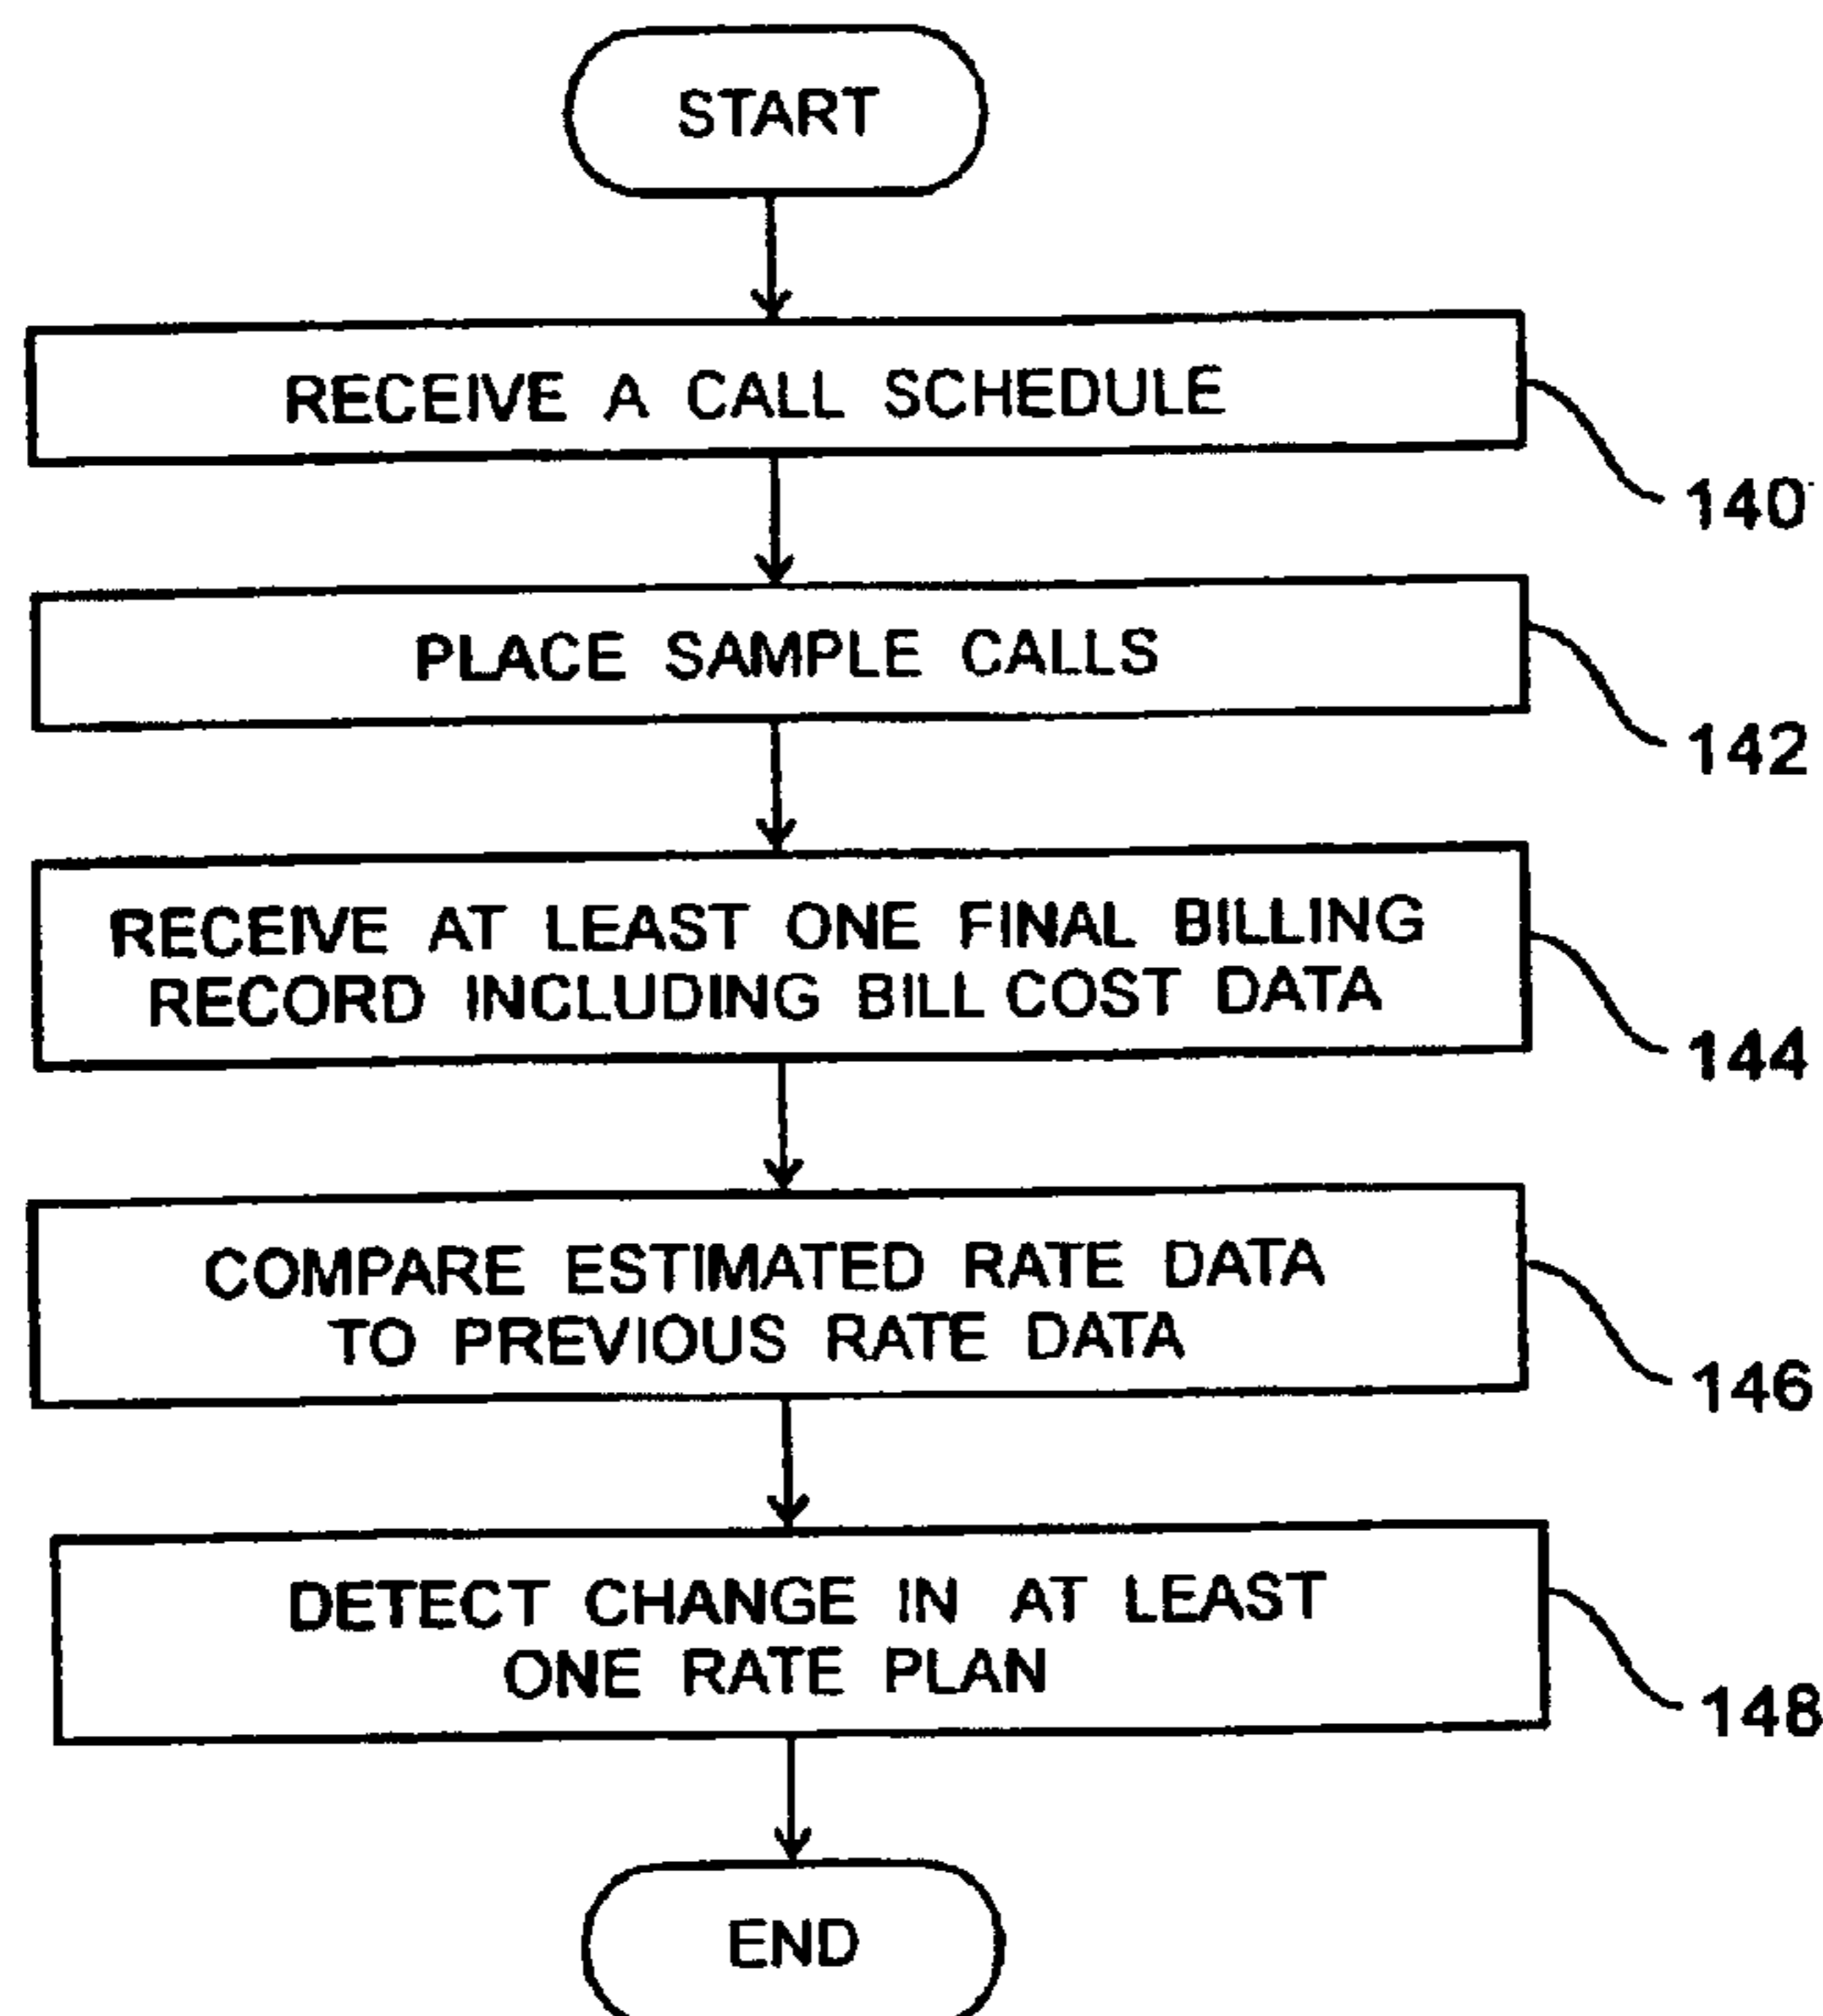 START
RECEIVE A CALL SCHEDULE
140
PLACE SAMPLE CALLS
142
RECEIVE AT LEAST ONE FINAL BILLING
RECORD INCLUDING BILL COST DATA
144
COMPARE ESTIMATED RATE DATA
TO PREVIOUS RATE DATA
146
DETECT CHANGE IN AT LEAST
ONE RATE PLAN
148
END